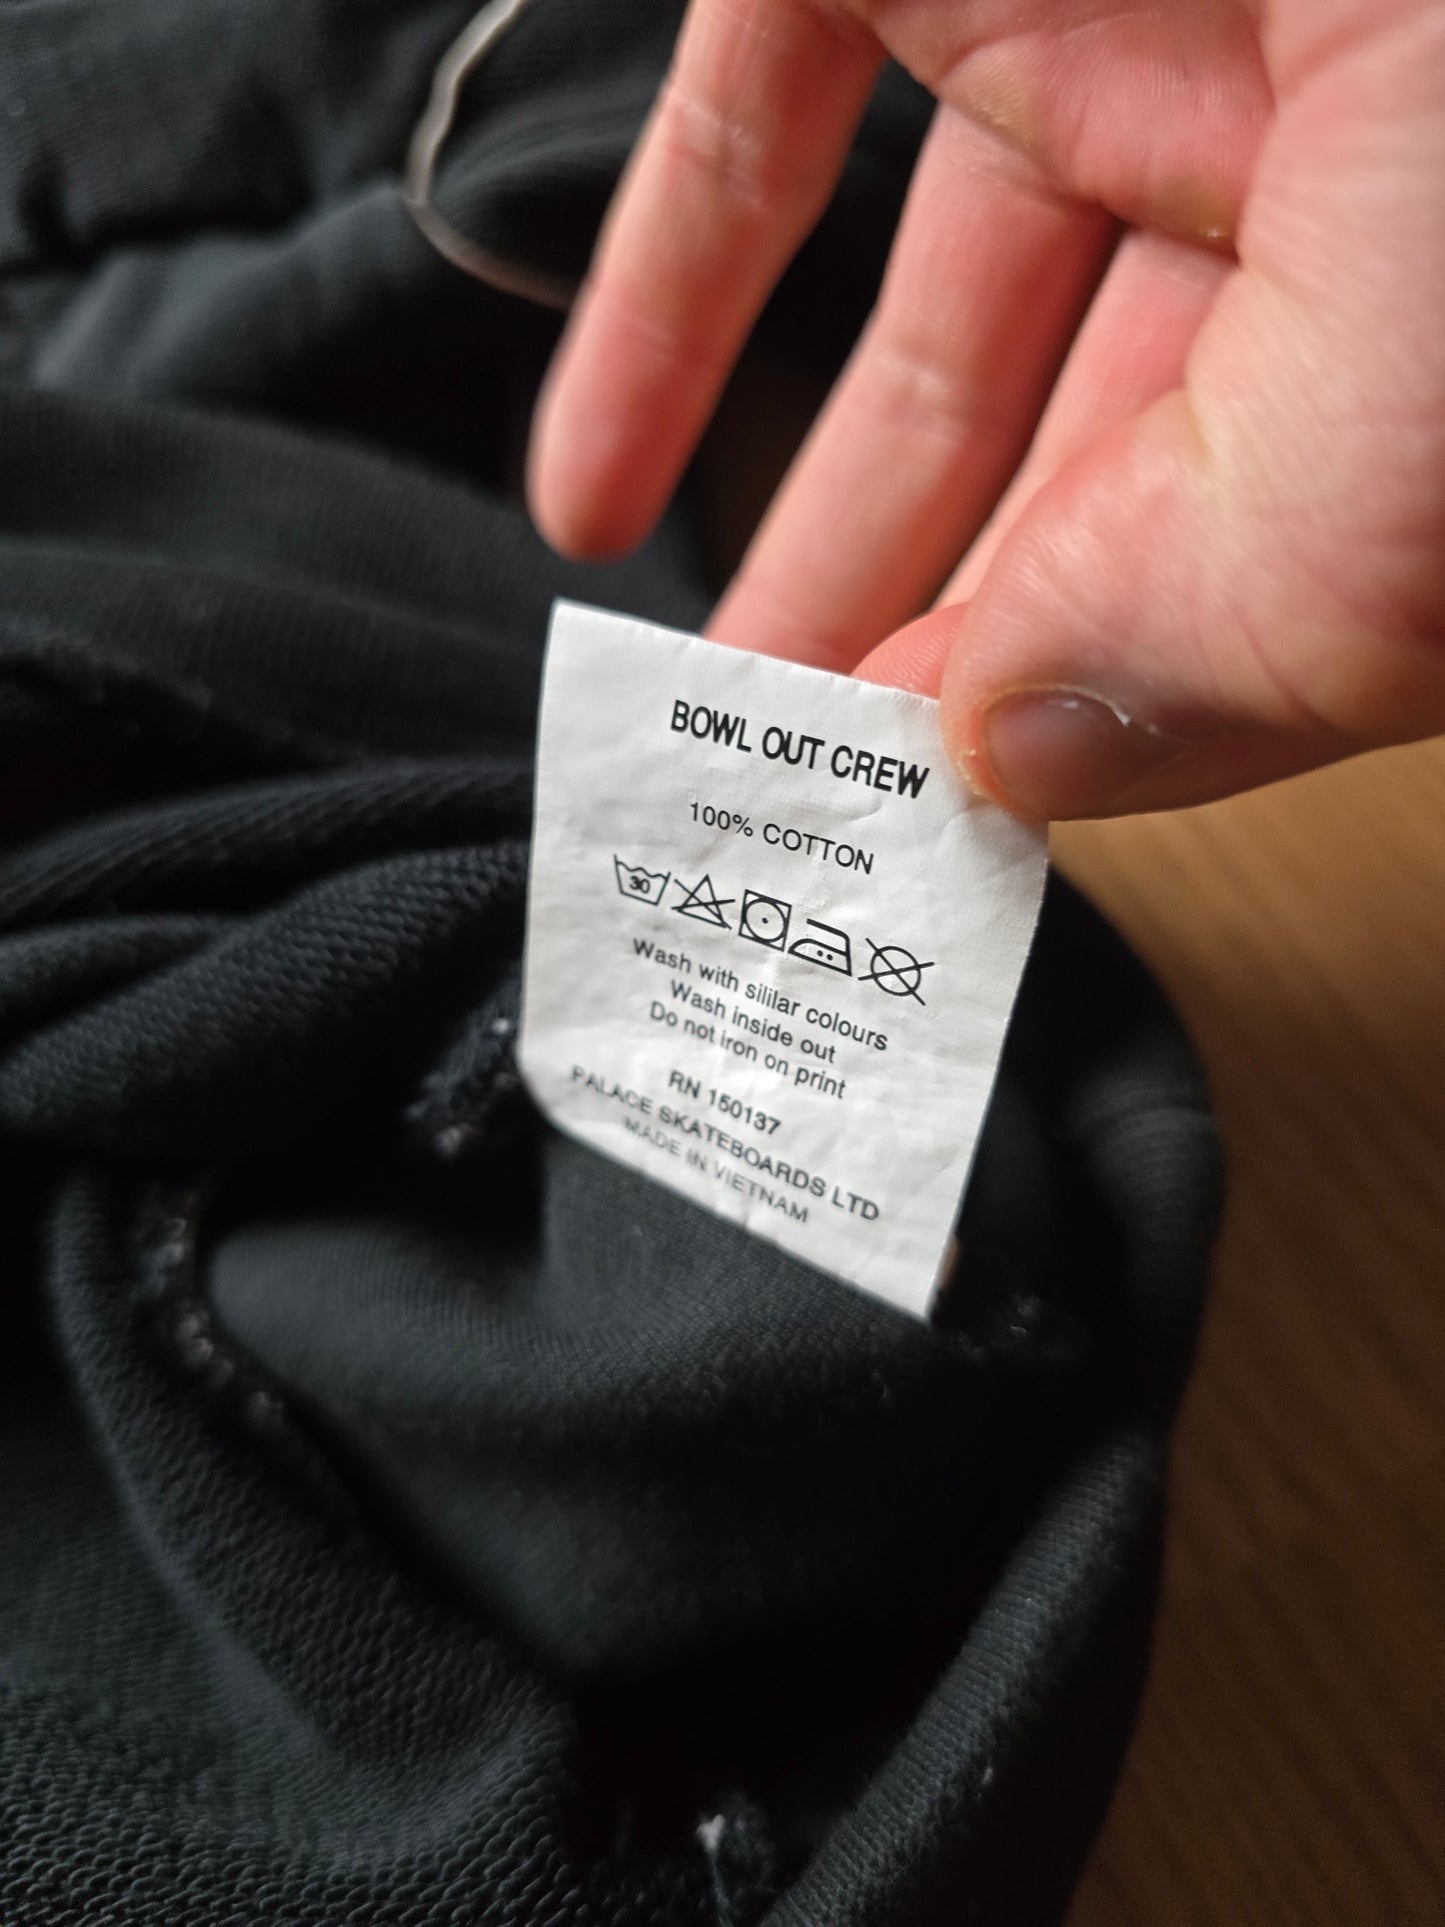 BOWL OUT CREW
100% COTTON
30
Wash with sililar colours
Wash inside out
Do not iron on print
RN 150137
PALACE SKATEBOARDS LTD
MADE IN VIETNAM